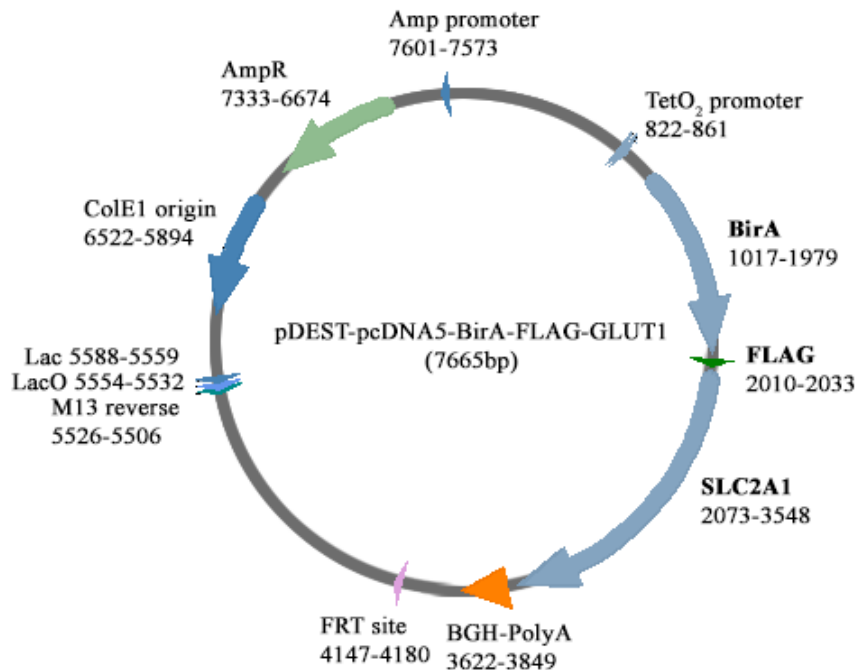 Amp promoter
7601-7573
AmpR
7333-6674
TetO₂ promoter
822-861
ColE1 origin
6522-5894
BirA
1017-1979
pDEST-pcDNA5-BirA-FLAG-GLUT1
(7665bp)
Lac 5588-5559
LacO 5554-5532
M13 reverse
5526-5506
FLAG
2010-2033
SLC2A1
2073-3548
FRT site
4147-4180
BGH-PolyA
3622-3849